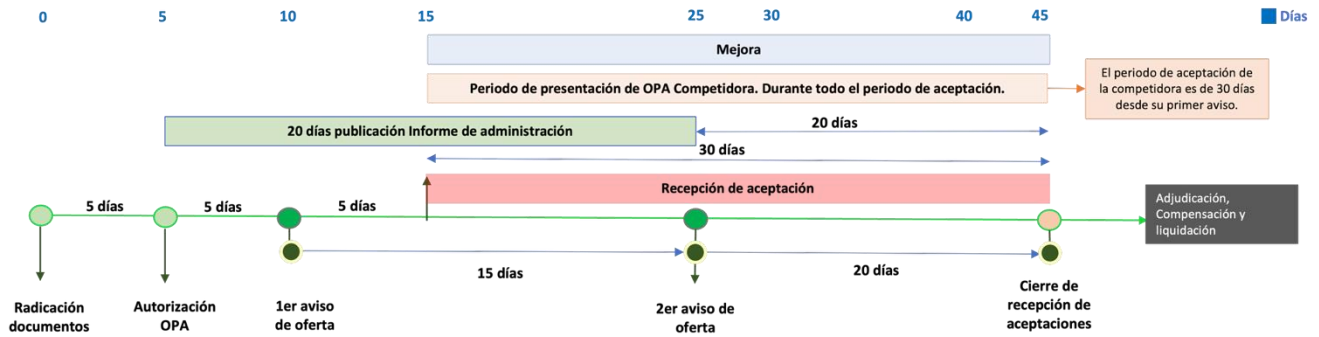 0 5 10 15 25 30 40 45 Días
Mejora
Periodo de presentación de OPA Competidora. Durante todo el periodo de aceptación.
El periodo de aceptación de
la competidora es de 30 días
desde su primer aviso.
20 días publicación Informe de administración
20 días
30 días
Recepción de aceptación
5 días 5 días 5 días
Adjudicación,
Compensación y
liquidación
15 días
20 días
Radicación
documentos
Autorización
OPA
1er aviso
de oferta
2er aviso de
oferta
Cierre de
recepción de
aceptaciones